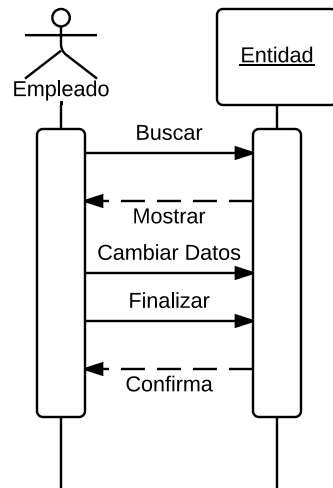 Empleado
Entidad
Buscar
Mostrar
Cambiar Datos
Finalizar
Confirma